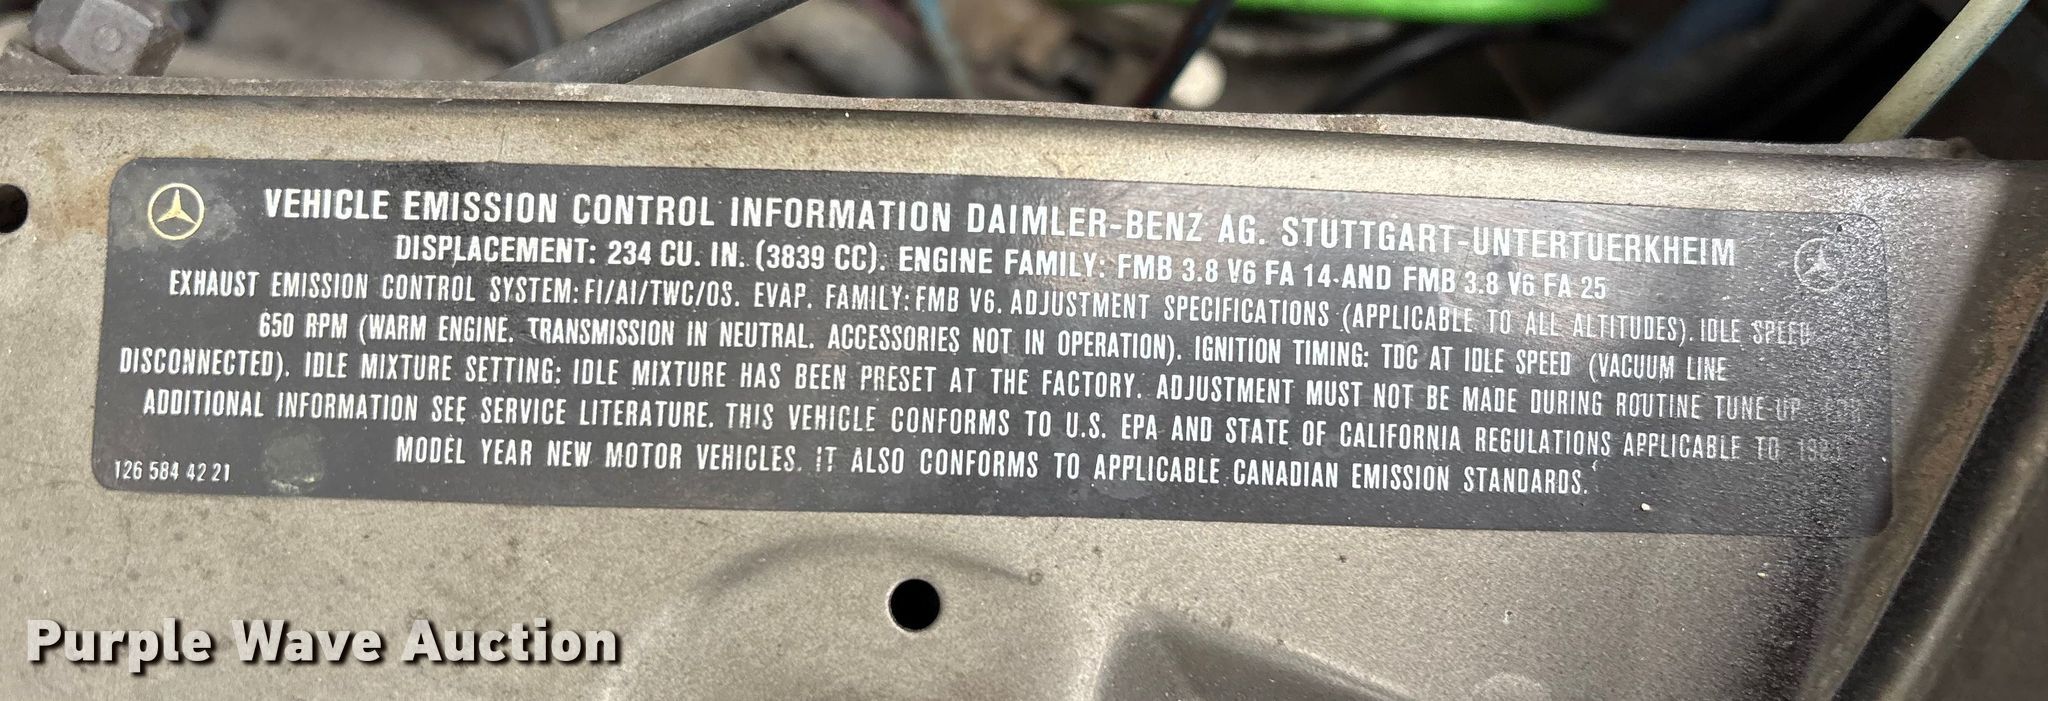 VEHICLE EMISSION CONTROL INFORMATION DAIMLER-BENZ AG. STUTTGART-UNTERTUERKHEIM
DISPLACEMENT: 234 CU. IN. (3839 CC). ENGINE FAMILY: FMB 3.8 V6 FA 14-AND FMB 3.8 V6 FA 25
EXHAUST EMISSION CONTROL SYSTEM: FI/AI/TWC/OS. EVAP. FAMILY: FMB V6. ADJUSTMENT SPECIFICATIONS (APPLICABLE TO ALL ALTITUDES). IDLE SPEED
650 RPM (WARM ENGINE. TRANSMISSION IN NEUTRAL. ACCESSORIES NOT IN OPERATION). IGNITION TIMING: TDC AT IDLE SPEED (VACUUM LINE
DISCONNECTED). IDLE MIXTURE SETTING: IDLE MIXTURE HAS BEEN PRESET AT THE FACTORY. ADJUSTMENT MUST NOT BE MADE DURING ROUTINE TUNE-UP. FOR
ADDITIONAL INFORMATION SEE SERVICE LITERATURE. THIS VEHICLE CONFORMS TO U.S. EPA AND STATE OF CALIFORNIA REGULATIONS APPLICABLE TO
MODEL YEAR NEW MOTOR VEHICLES. IT ALSO CONFORMS TO APPLICABLE CANADIAN EMISSION STANDARDS.
126 584 42 21
Purple Wave Auction